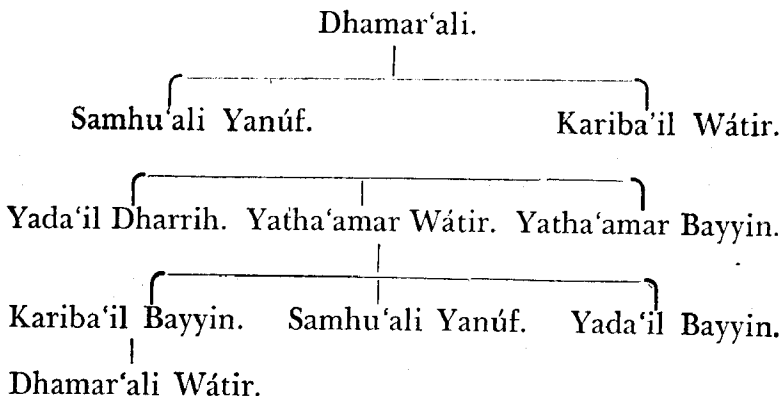 Dhamar‘ali.
Samhu‘ali Yanúf. Kariba’il Wátir.
Yada‘il Dharrih. Yatha‘amar Wátir. Yatha‘amar Bayyin.
Kariba‘il Bayyin. Samhu‘ali Yanúf. Yada‘il Bayyin.
Dhamar‘ali Wátir.